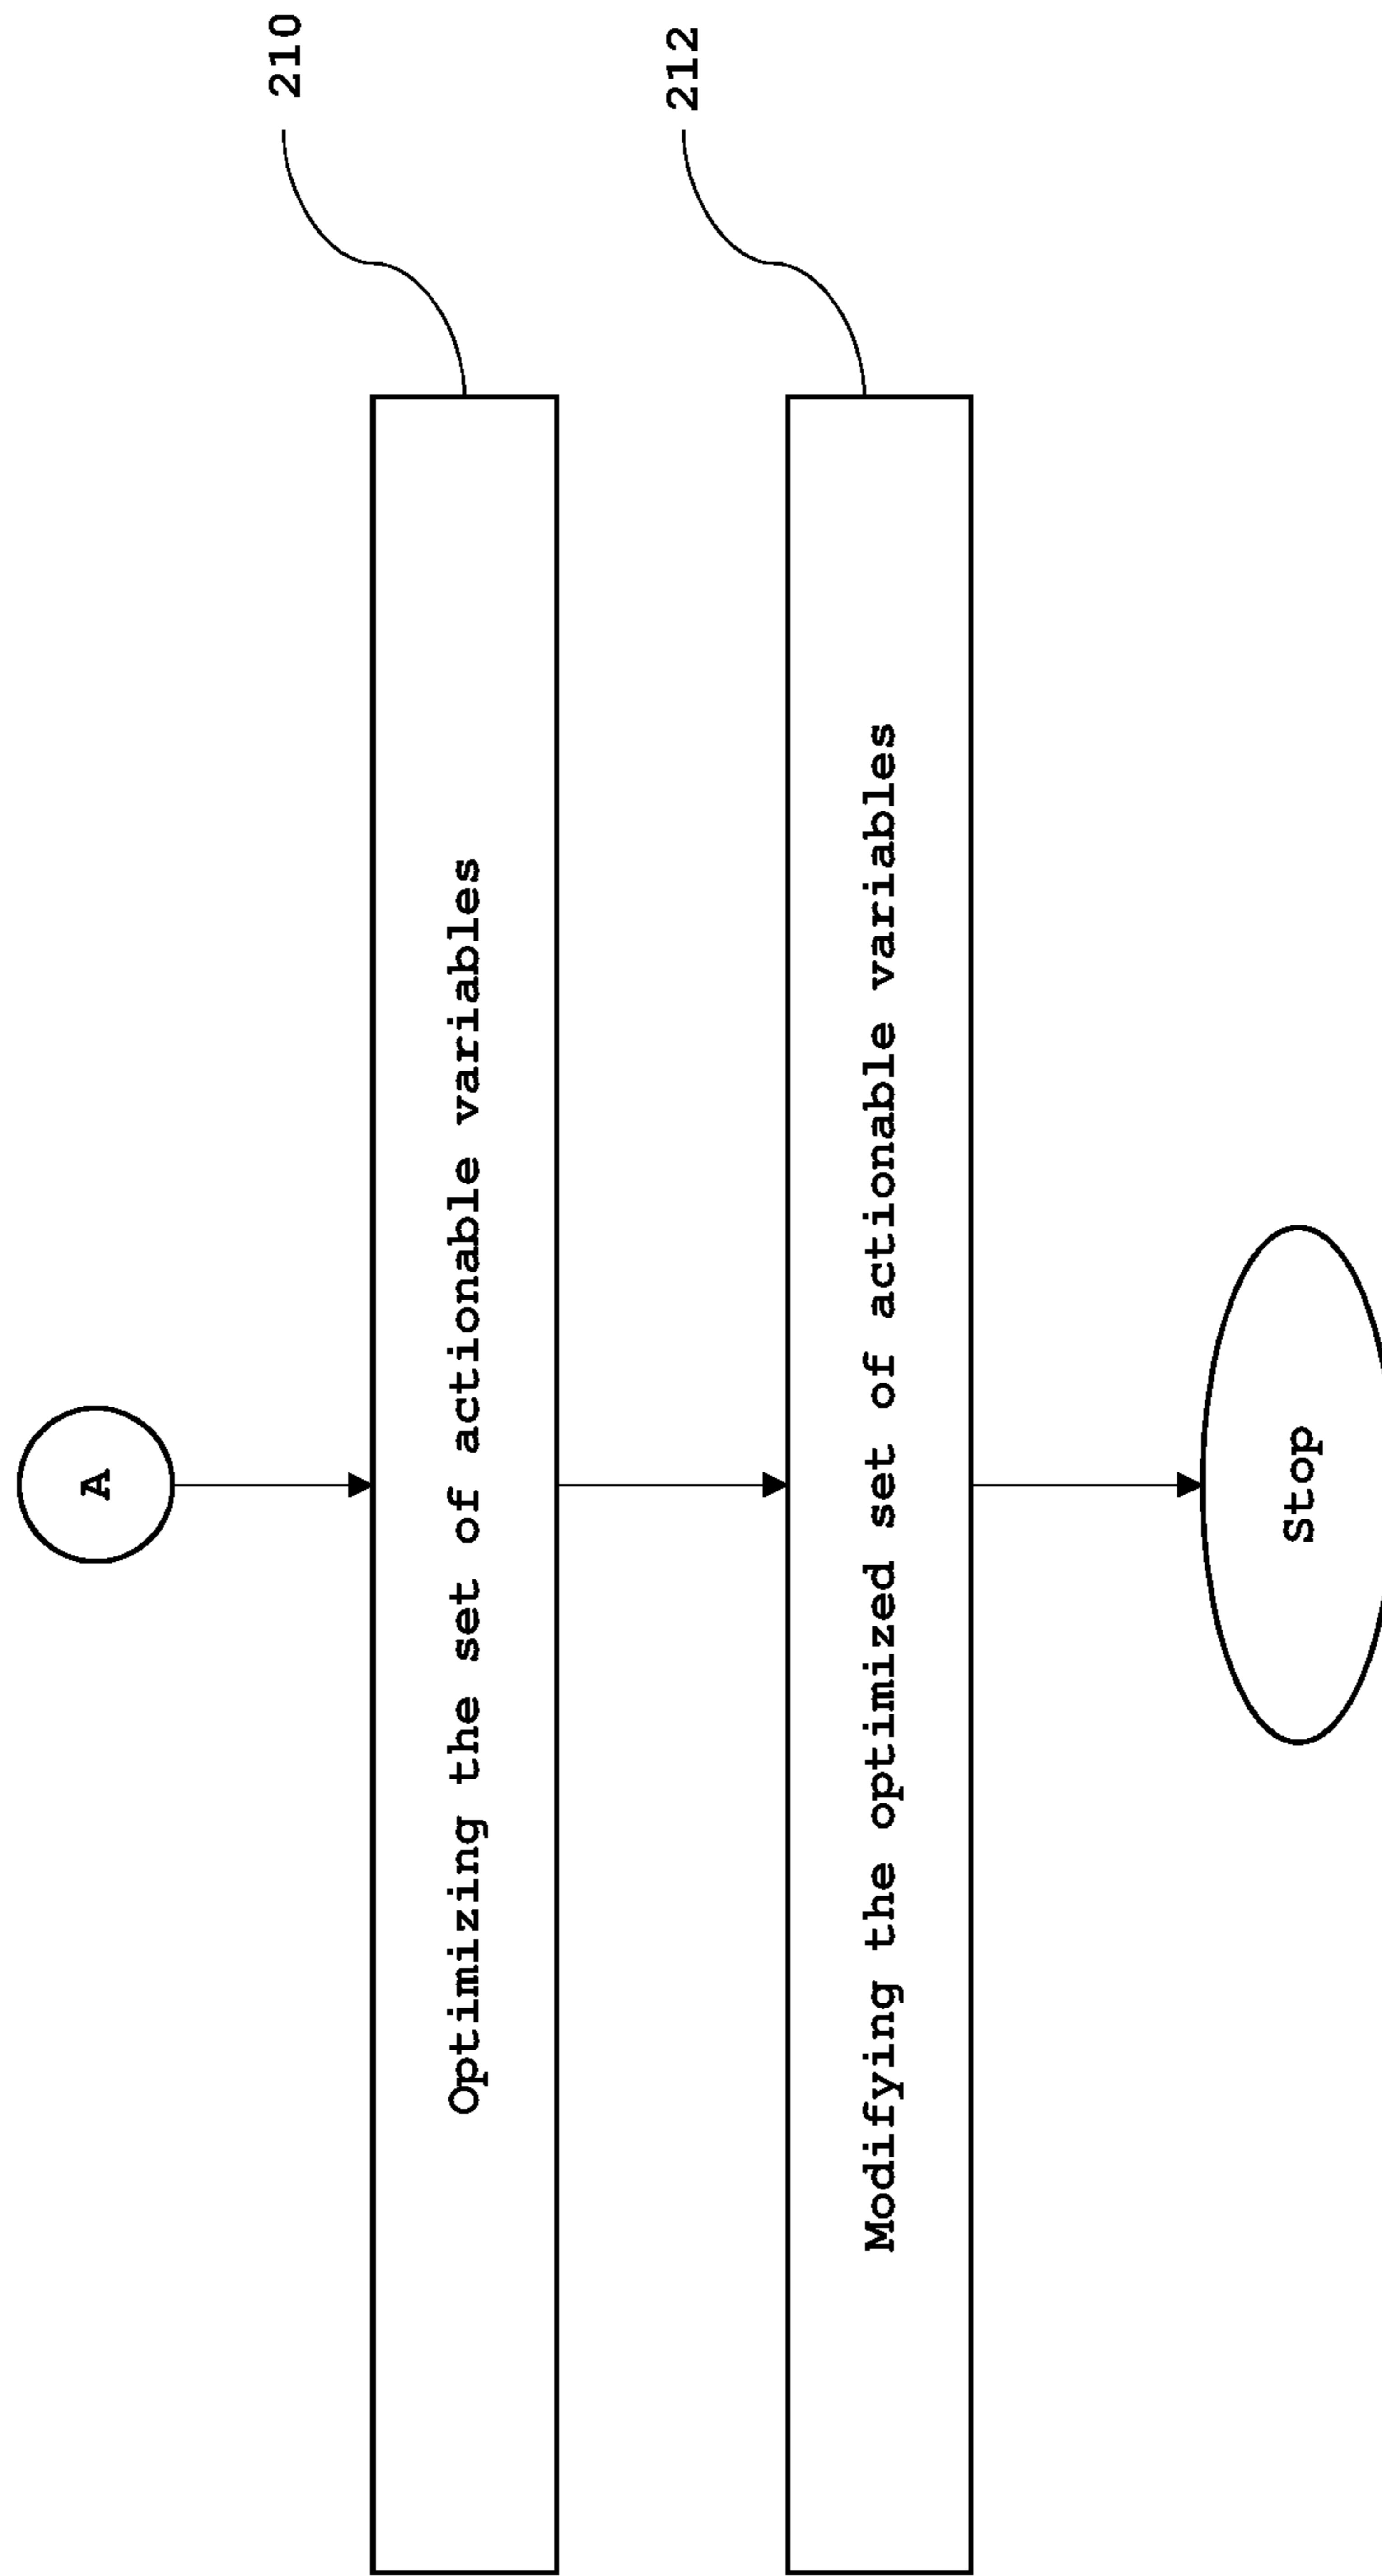 A
210
Optimizing the set of actionable variables
212
Modifying the optimized set of actionable variables
Stop